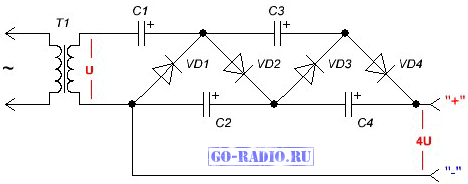 T1
C1
C3
~
U
VD1
VD2
VD3
VD4
C2
C4
"+"
4U
"-"
GO-RADIO.RU
+
+
+
+